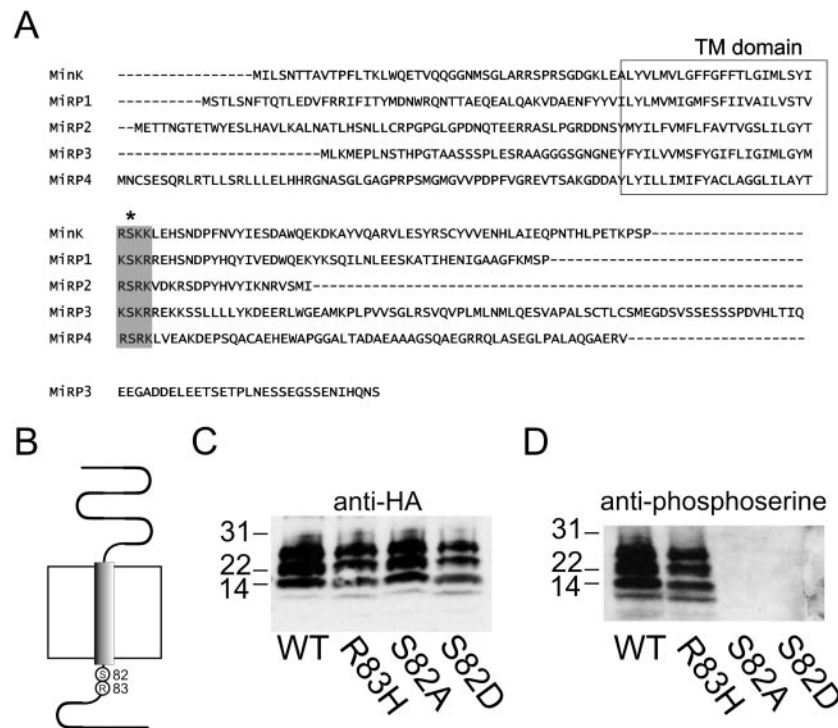 A
TM domain
MinK ----------------MILSNTTAVTPFLTKLWQETVQQGGNMSGLARRSPRSGDGKLEALYVLMVLGFFGFFTLGIMLSYI
MiRP1 ----------MSTLSNFTQTLEDVFRRIFITYMDNWRQNTTAEQEALQAKVDAENFYYVILYLMVMIGMFSFIIVAILVSTV
MiRP2 --METTNGTETWYESLHAVLKALNATLHSNLLCRPGPGLGPDNQTEERRASLPGRDDNSYMYILFVMFLFAVTVGSLILGYT
MiRP3 ------------------------MLKMEPLNSTHPGTAASSSPLESRAAGGGSGNGNEYFYILVVMSFYGIFLIGIMLGYM
MiRP4 MNCSESQRLRTLLSRLLLELHHRGNASGLGAGPRPSMGMGVVPDPFVGREVTSAKGDDAYLYILLIMIFYACLAGGLILAYT
*
MinK RSKKLEHSNDPFNVYIESDAWQEKDKAYVQARVLESYRSCYVVENHLAIEQPNTHLPETKPSP------------------
MiRP1 KSKRREHSNDPYHQYIVEDWQEKYKSQILNLEESKATIHENIGAAGFKMSP------------------------------
MiRP2 RSRKVDKRSDPYHVYIKNRVSMI----------------------------------------------------------
MiRP3 KSKRREKKSSLLLLYKDEERLWGEAMKPLPVVSGLRSVQVPLMLNMLQESVAPALSCTLCSMEGDSVSSESSSPDVHLTIQ
MiRP4 RSRKLVEAKDEPSQACAEHEWAPGGALTADAEAAAGSQAEGRRQLASEGLPALAQGAERV---------------------
MiRP3 EEGADDELEETSETPLNESSEGSSENIHQNS
B
S 82
R 83
C
anti-HA
31
22
14
WT R83H S82A S82D
D
anti-phosphoserine
31
22
14
WT R83H S82A S82D